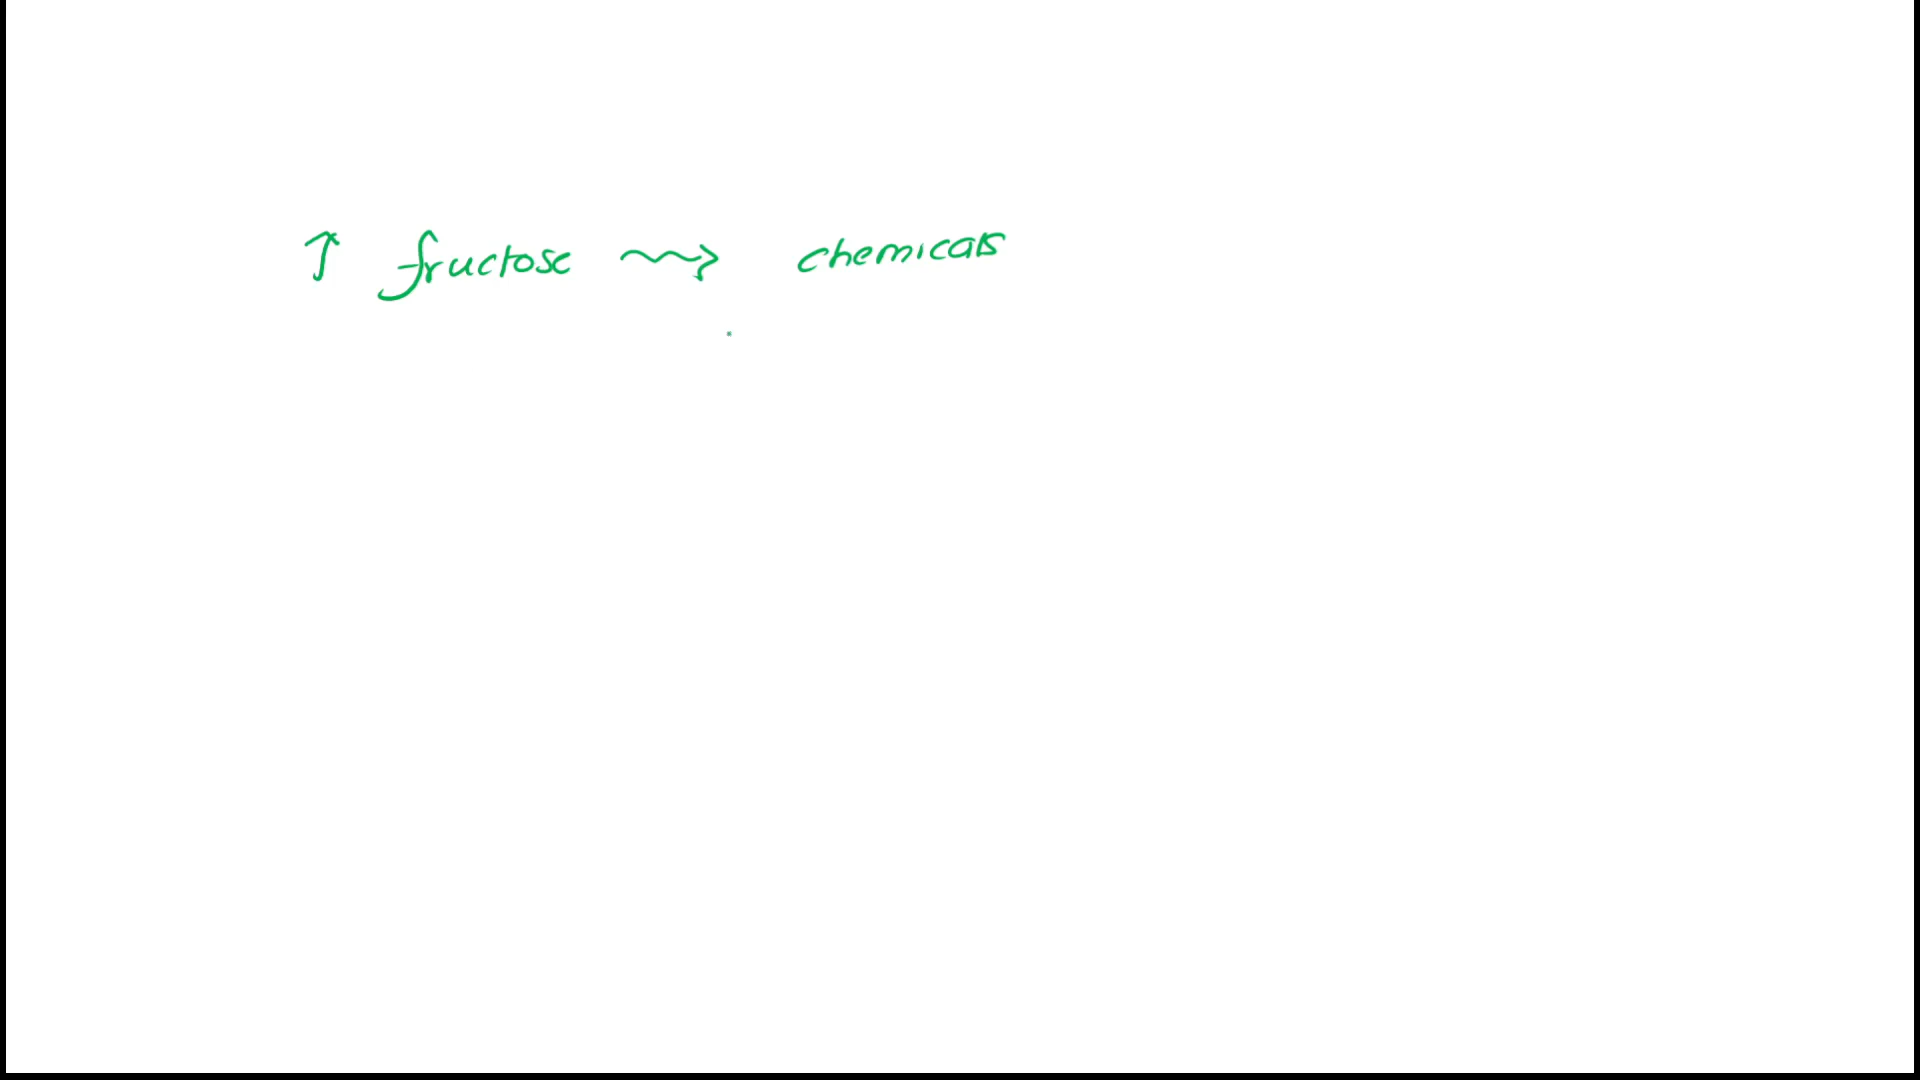 ↑ fructose ⇝ chemicals